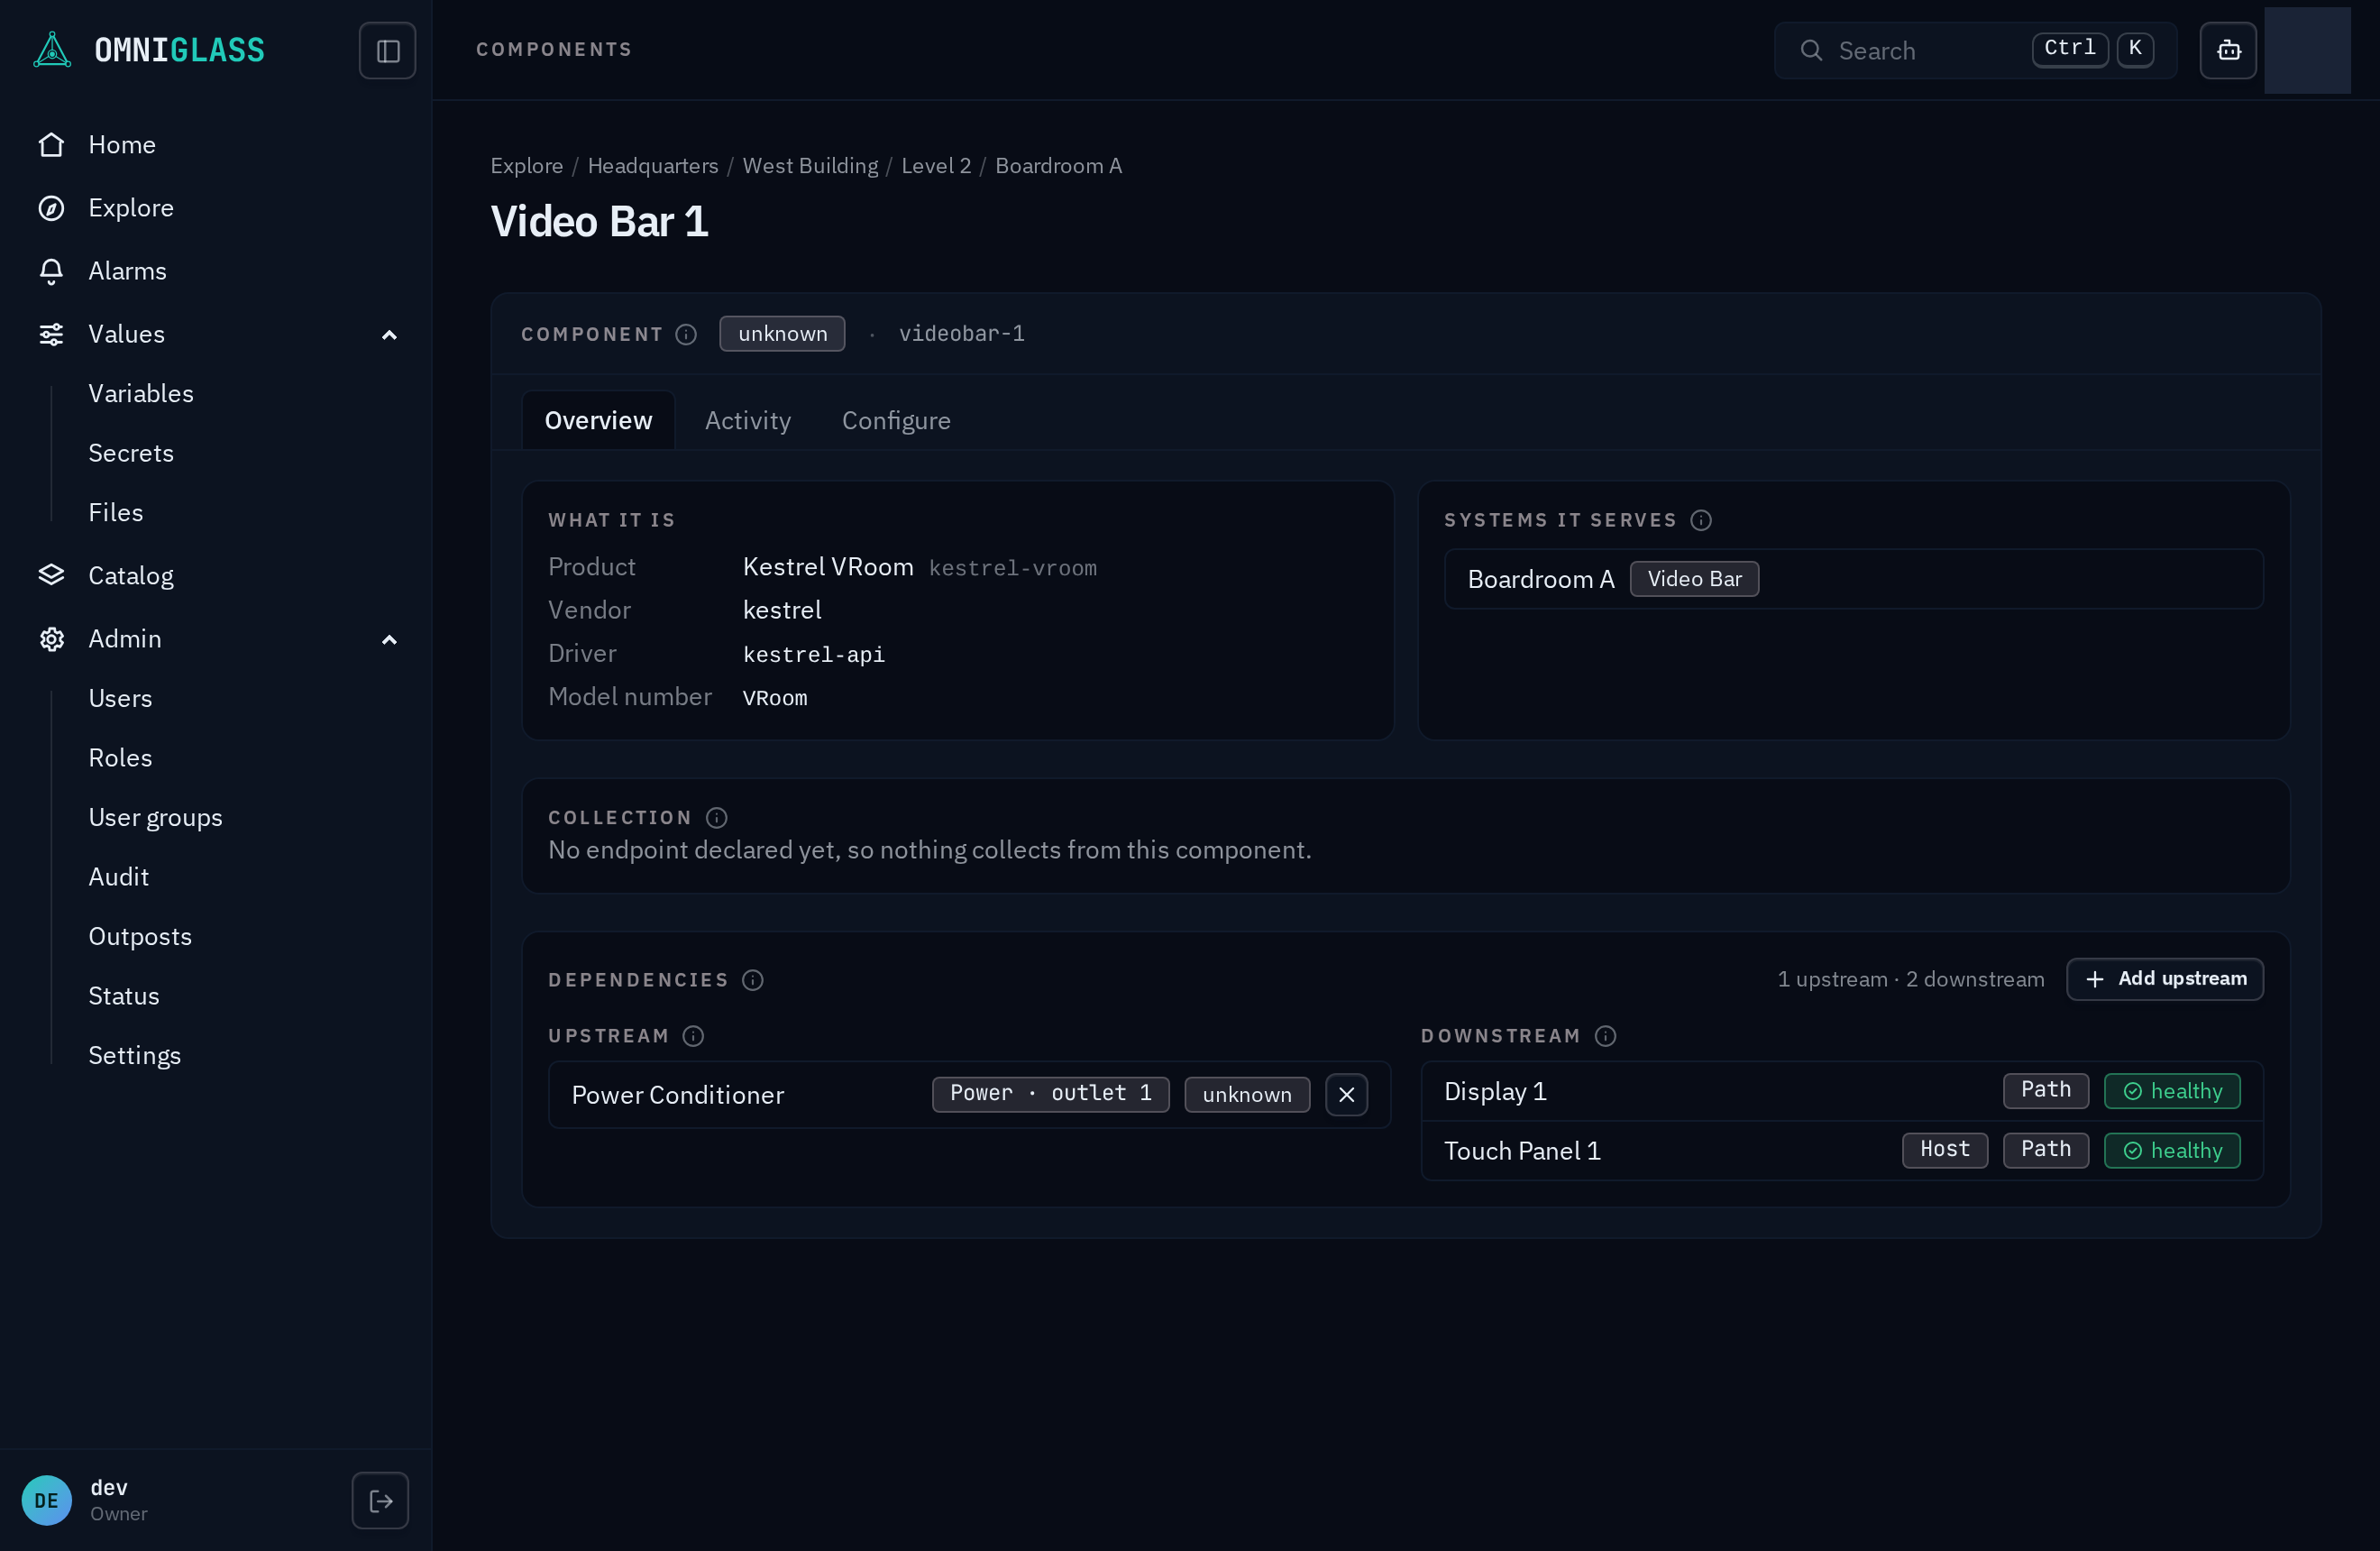 OMNIGLASS
COMPONENTS
Search Ctrl K
Home
Explore
Alarms
Values
Variables
Secrets
Files
Catalog
Admin
Users
Roles
User groups
Audit
Outposts
Status
Settings
DE dev
Owner
Explore / Headquarters / West Building / Level 2 / Boardroom A
Video Bar 1
COMPONENT unknown · videobar-1
Overview Activity Configure
WHAT IT IS
Product Kestrel VRoom kestrel-vroom
Vendor kestrel
Driver kestrel-api
Model number VRoom
SYSTEMS IT SERVES
Boardroom A Video Bar
COLLECTION
No endpoint declared yet, so nothing collects from this component.
DEPENDENCIES 1 upstream · 2 downstream Add upstream
UPSTREAM
Power Conditioner Power · outlet 1 unknown
DOWNSTREAM
Display 1 Path healthy
Touch Panel 1 Host Path healthy